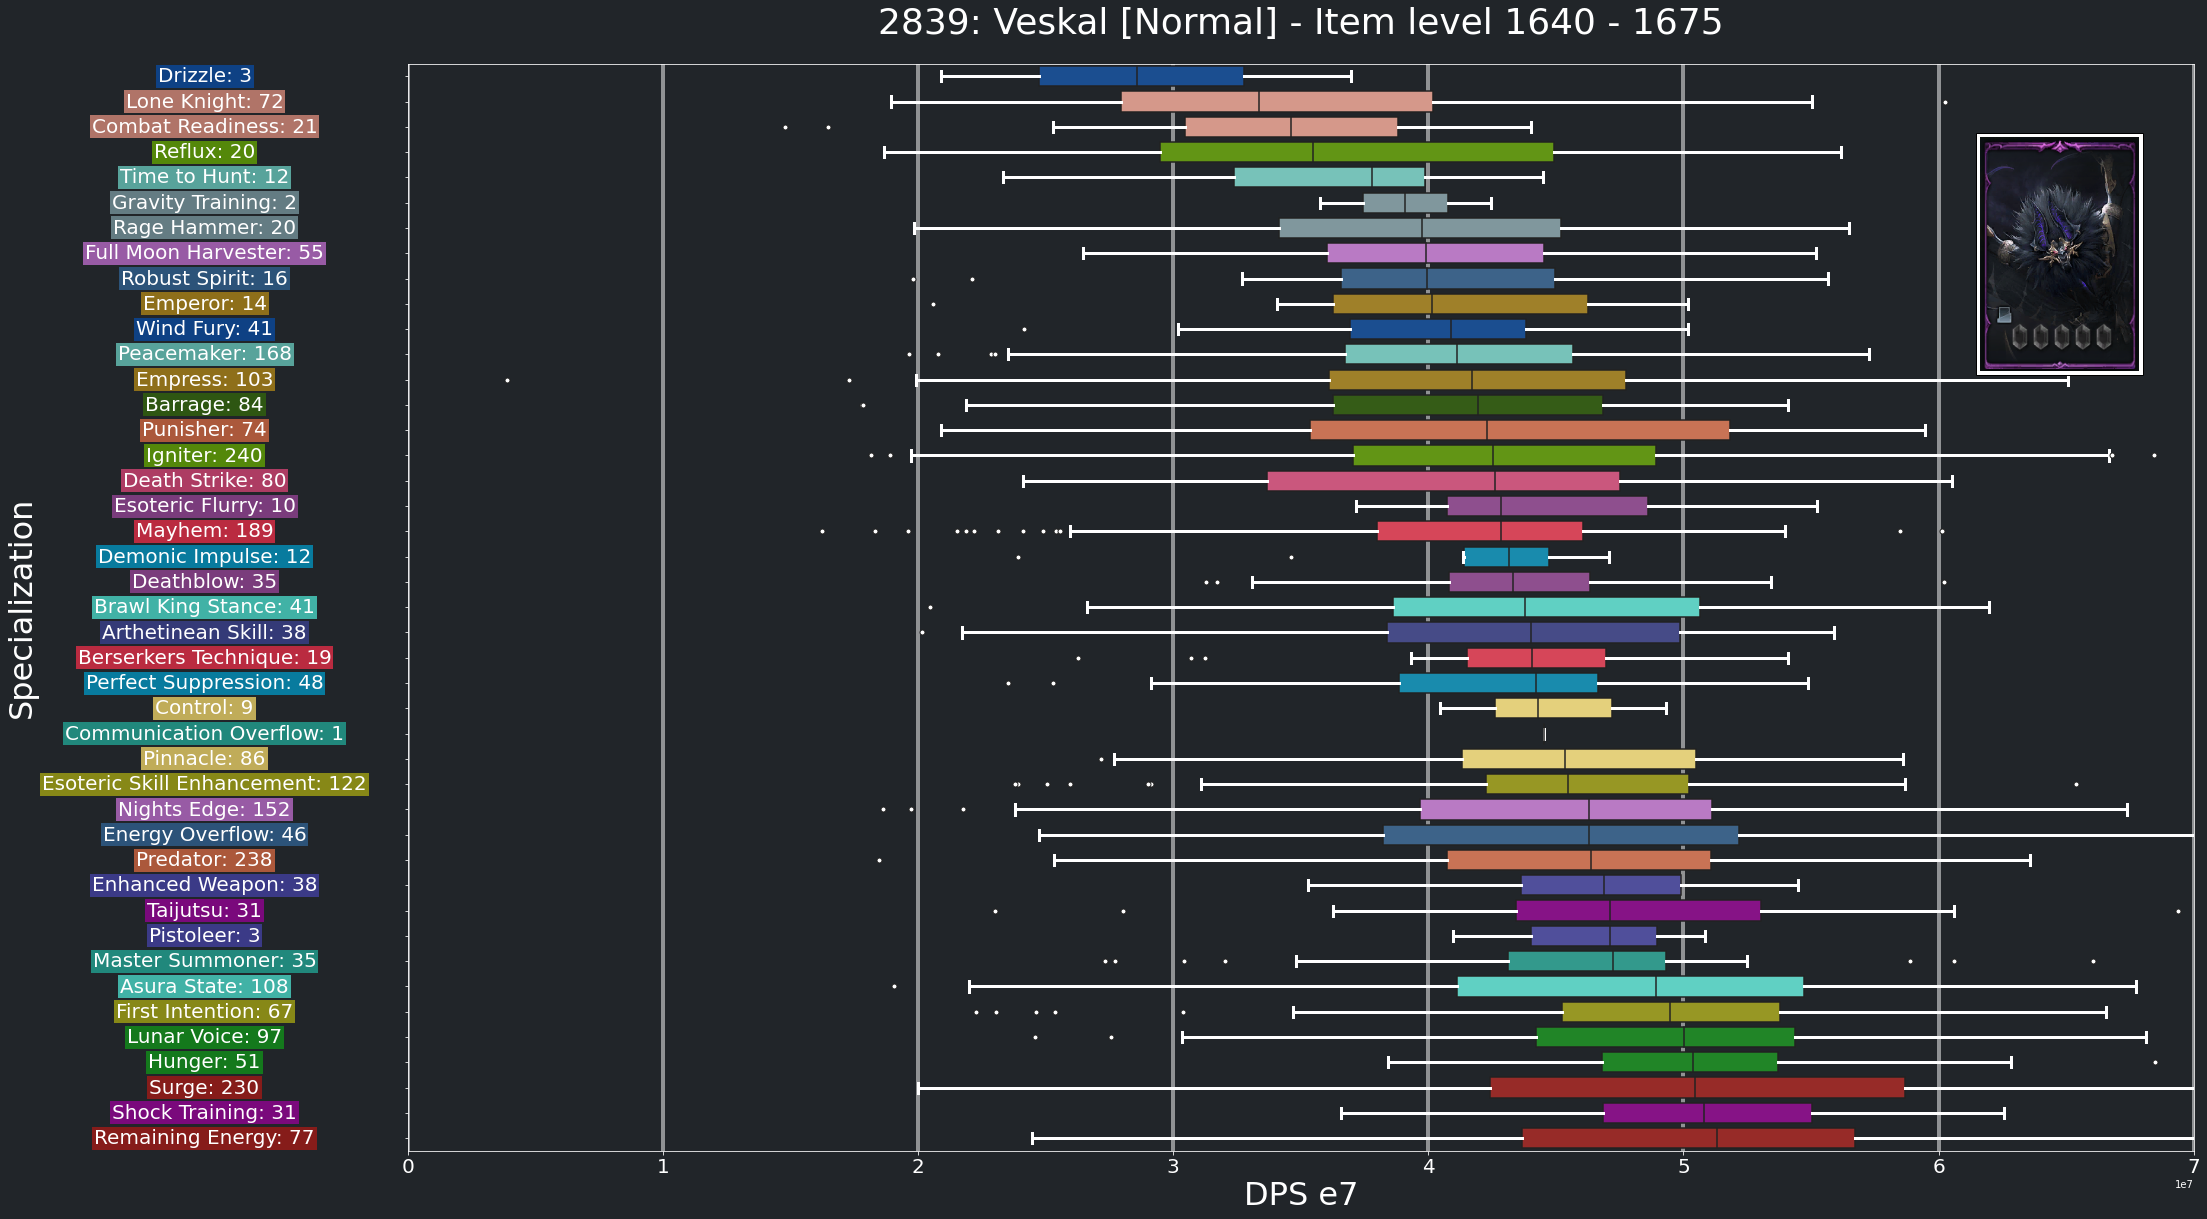 2839: Veskal [Normal] - Item level 1640 - 1675
Specialization
Drizzle: 3
Lone Knight: 72
Combat Readiness: 21
Reflux: 20
Time to Hunt: 12
Gravity Training: 2
Rage Hammer: 20
Full Moon Harvester: 55
Robust Spirit: 16
Emperor: 14
Wind Fury: 41
Peacemaker: 168
Empress: 103
Barrage: 84
Punisher: 74
Igniter: 240
Death Strike: 80
Esoteric Flurry: 10
Mayhem: 189
Demonic Impulse: 12
Deathblow: 35
Brawl King Stance: 41
Arthetinean Skill: 38
Berserkers Technique: 19
Perfect Suppression: 48
Control: 9
Communication Overflow: 1
Pinnacle: 86
Esoteric Skill Enhancement: 122
Nights Edge: 152
Energy Overflow: 46
Predator: 238
Enhanced Weapon: 38
Taijutsu: 31
Pistoleer: 3
Master Summoner: 35
Asura State: 108
First Intention: 67
Lunar Voice: 97
Hunger: 51
Surge: 230
Shock Training: 31
Remaining Energy: 77
0 1 2 3 4 5 6 7
1e7
DPS e7